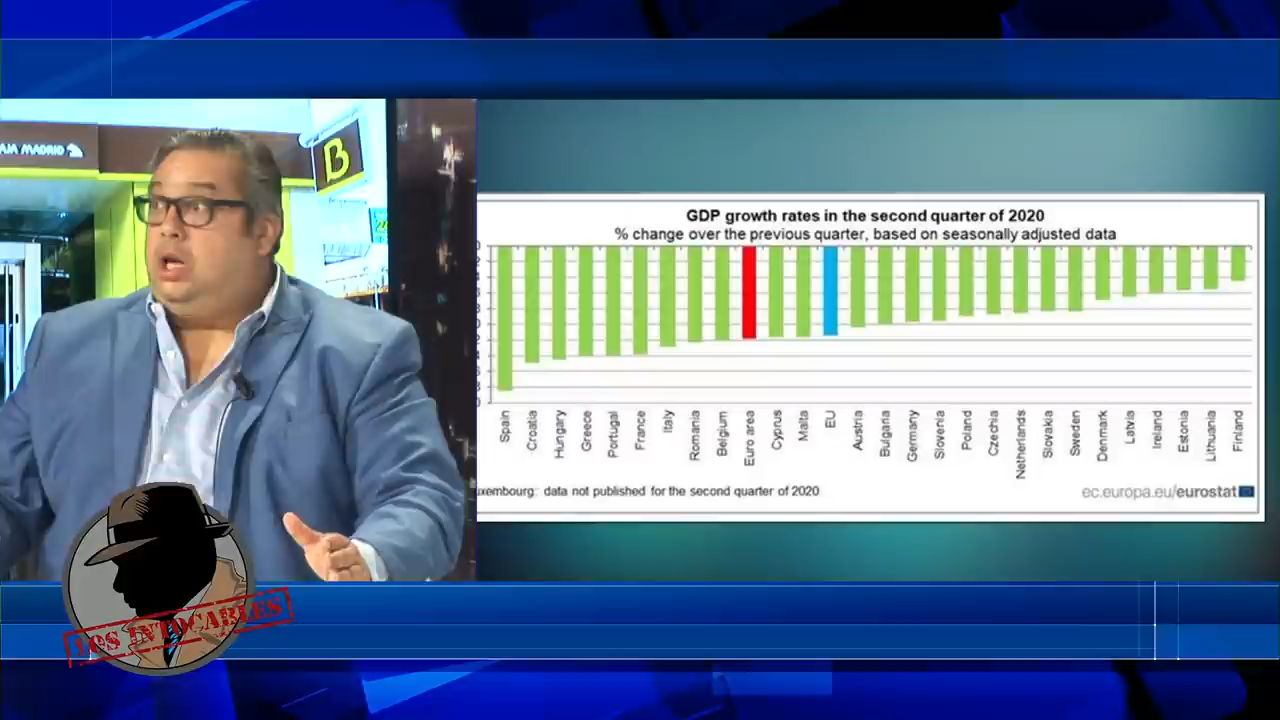 AJA MADRID
B
GDP growth rates in the second quarter of 2020
% change over the previous quarter, based on seasonally adjusted data
Spain
Croatia
Hungary
Greece
Portugal
France
Italy
Romania
Belgium
Euro area
Cyprus
Malta
EU
Austria
Bulgaria
Germany
Slovenia
Poland
Czechia
Netherlands
Slovakia
Sweden
Denmark
Latvia
Ireland
Estonia
Lithuania
Finland
uxembourg: data not published for the second quarter of 2020
ec.europa.eu/eurostat
LOS INTOCABLES